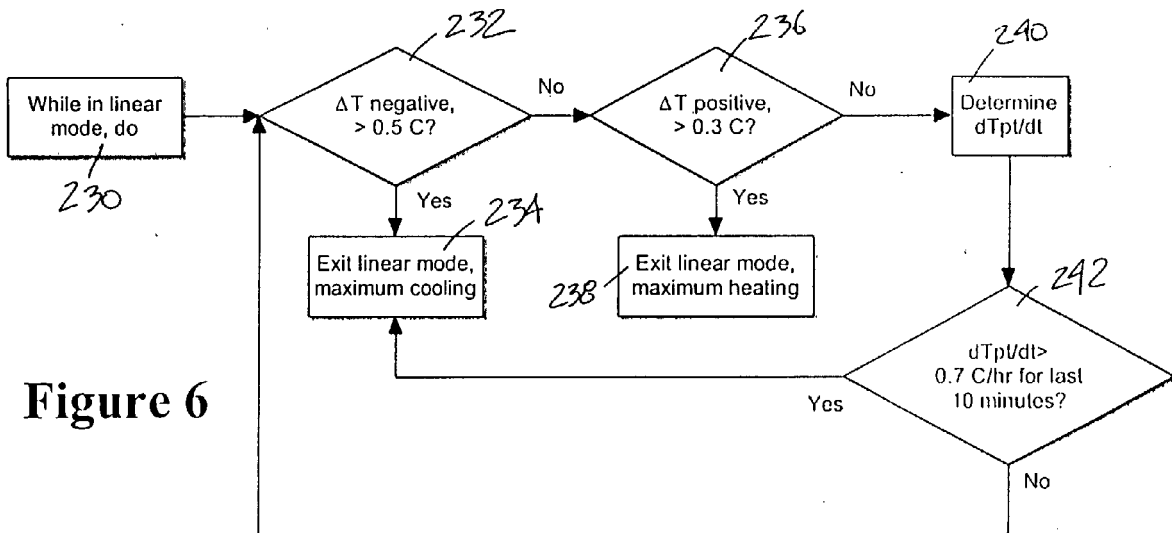 While in linear
mode, do
230
ΔT negative,
> 0.5 C?
232
No
Yes
Exit linear mode,
maximum cooling
234
ΔT positive,
> 0.3 C?
236
No
Yes
Exit linear mode,
maximum heating
238
Determine
dTpt/dt
240
dTpt/dt>
0.7 C/hr for last
10 minutes?
242
Yes
No
Figure 6